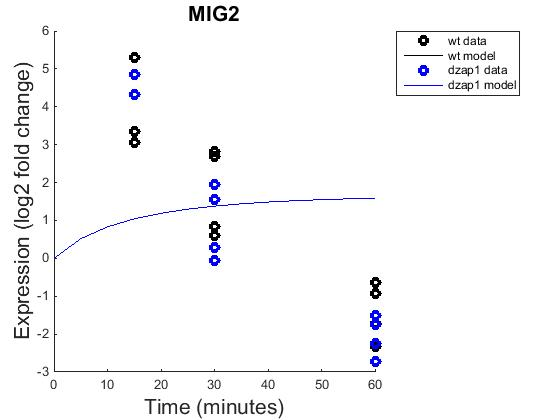 MIG2
6
5
4
3
2
1
0
-1
-2
-3
Expression (log2 fold change)
0 10 20 30 40 50 60
Time (minutes)
wt data
wt model
dzap1 data
dzap1 model